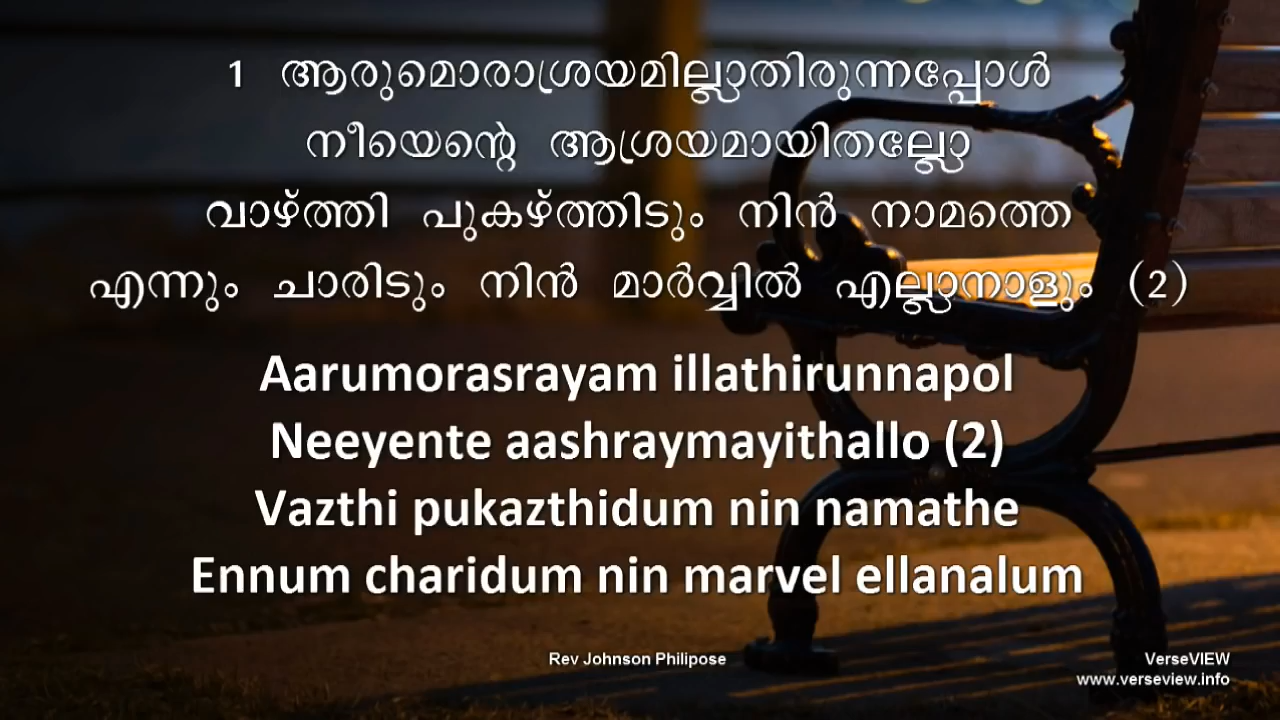 1 ആരുമൊരാശ്രയമില്ലാതിരുന്നപ്പോൾ
നീയെന്റെ ആശ്രയമായിതല്ലോ
വാഴ്ത്തി പുകഴ്ത്തിടും നിൻ നാമത്തെ
എന്നും ചാരിടും നിൻ മാർവ്വിൽ എല്ലാനാളും (2)
Aarumorasrayam illathirunnapol
Neeyente aashraymayithallo (2)
Vazthi pukazthidum nin namathe
Ennum charidum nin marvel ellanalum
Rev Johnson Philipose
VerseVIEW
www.verseview.info